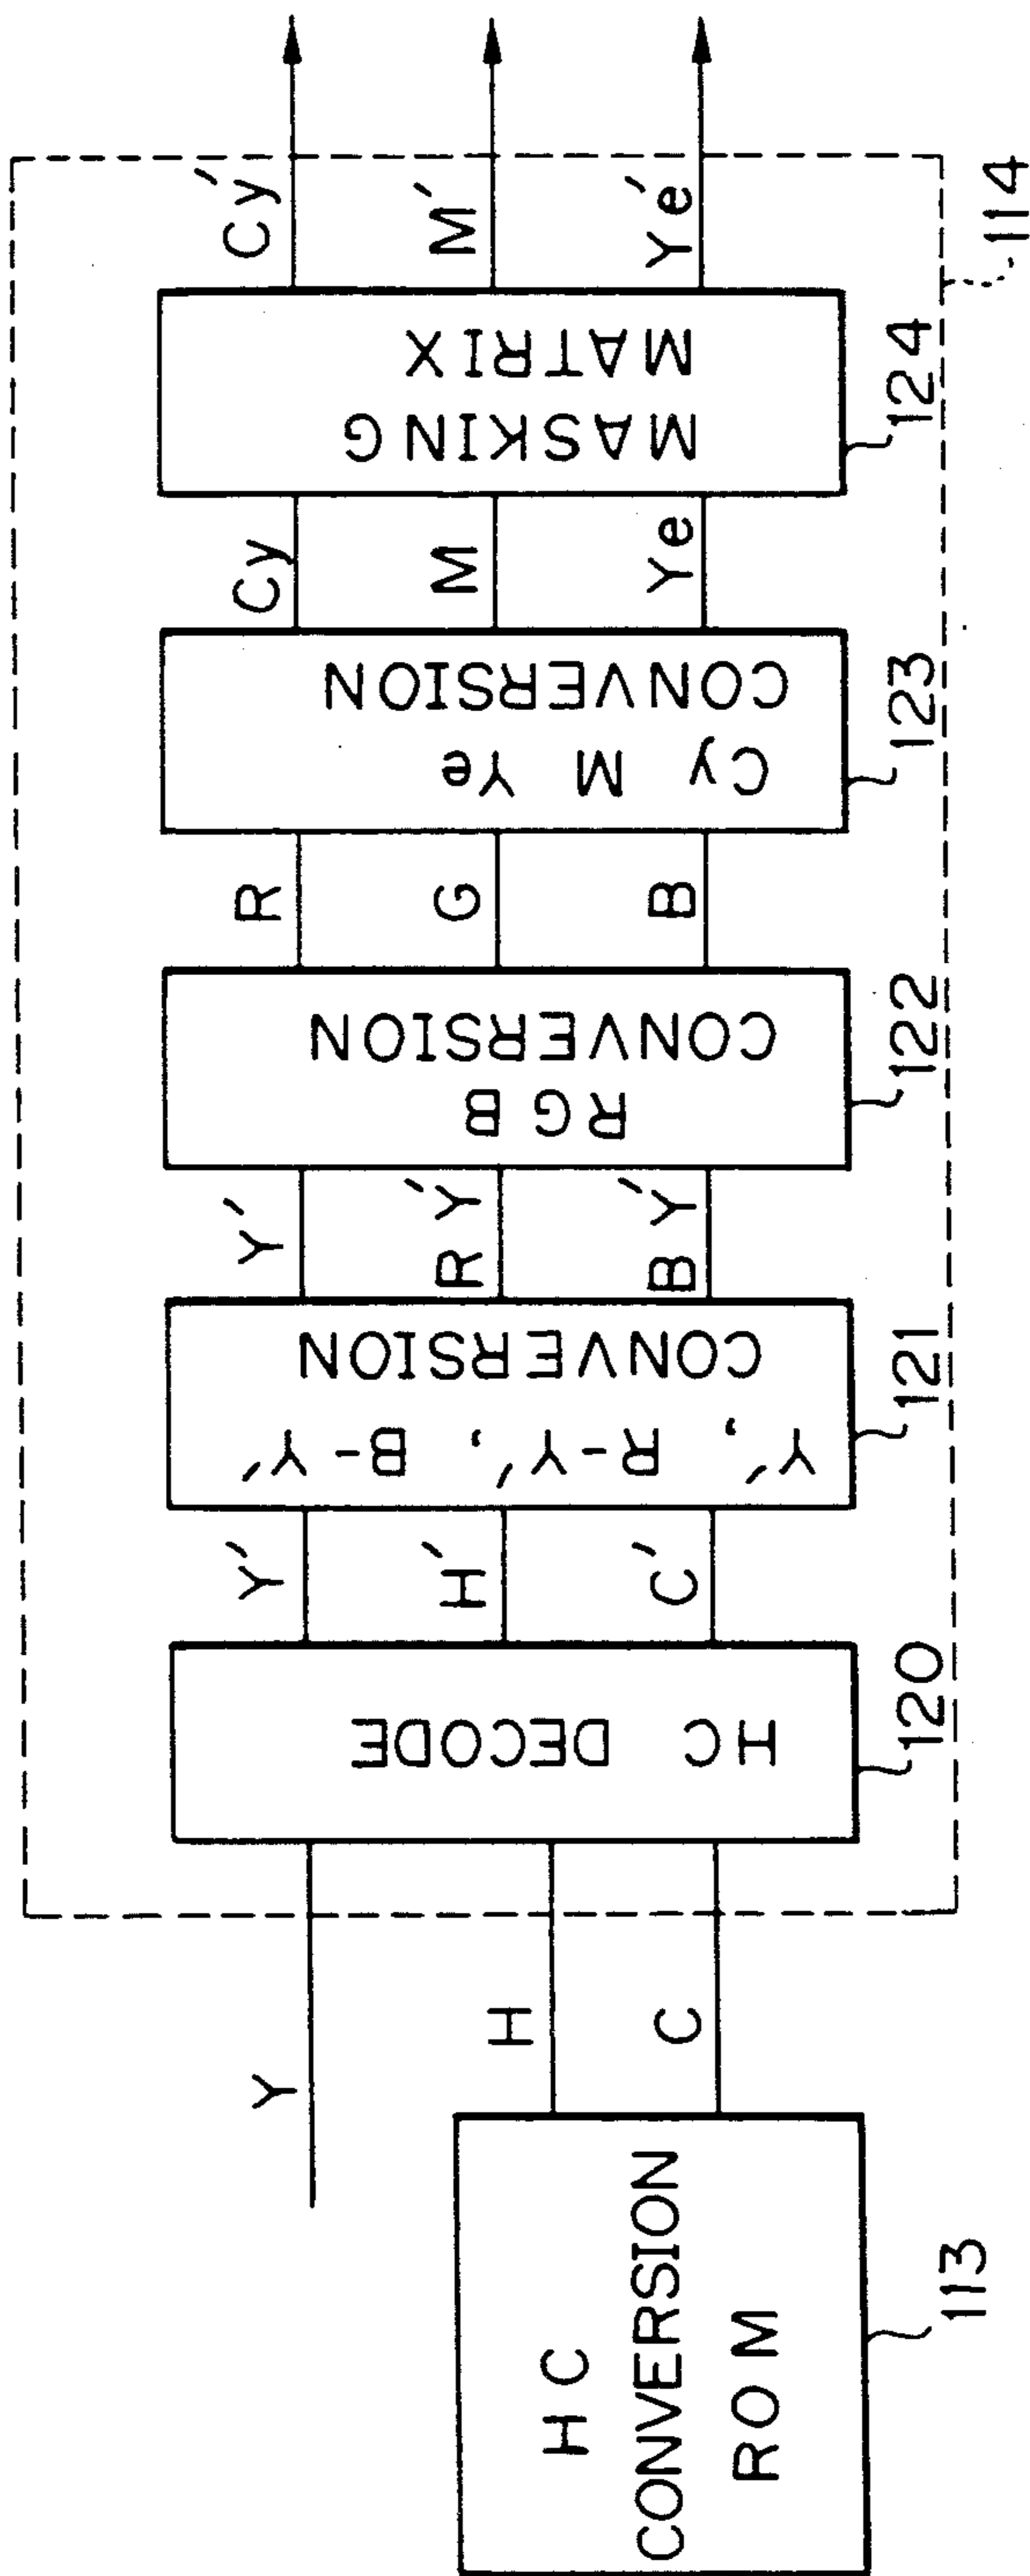 HC
CONVERSION
ROM
113
Y
H
C
HC DECODE
120
Y'
H'
C'
Y', R-Y', B-Y'
CONVERSION
121
Y'
R Y'
B Y'
RGB
CONVERSION
122
R
G
B
Cy M Ye
CONVERSION
123
Cy
M
Ye
MASKING
MATRIX
124
Cy'
M'
Ye'
114